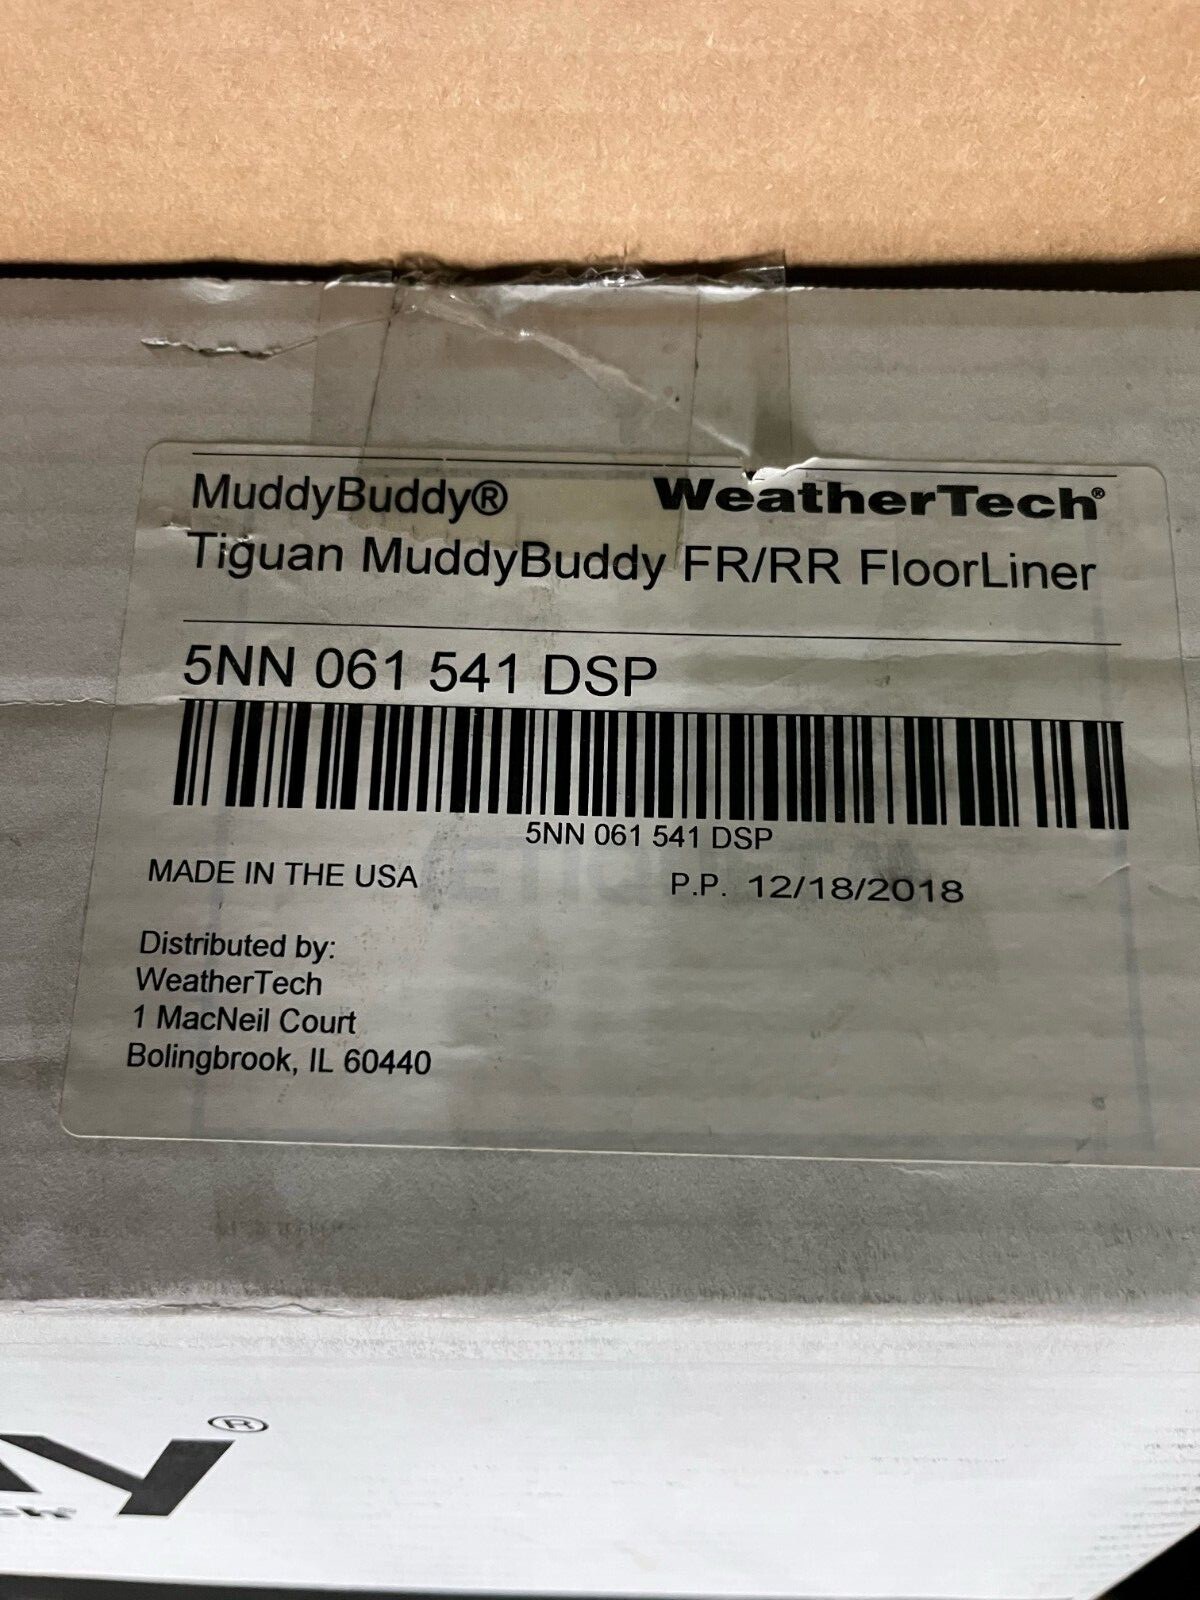 MuddyBuddy® WeatherTech®
Tiguan MuddyBuddy FR/RR FloorLiner
5NN 061 541 DSP
5NN 061 541 DSP
MADE IN THE USA P.P. 12/18/2018
Distributed by:
WeatherTech
1 MacNeil Court
Bolingbrook, IL 60440
®